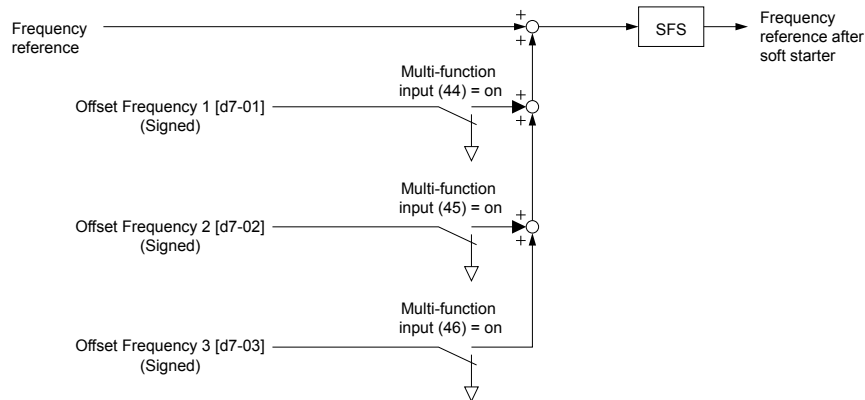 Frequency
reference
+
+
SFS
Frequency
reference after
soft starter
Multi-function
input (44) = on
Offset Frequency 1 [d7-01]
(Signed)
+
+
Multi-function
input (45) = on
Offset Frequency 2 [d7-02]
(Signed)
+
+
Multi-function
input (46) = on
Offset Frequency 3 [d7-03]
(Signed)